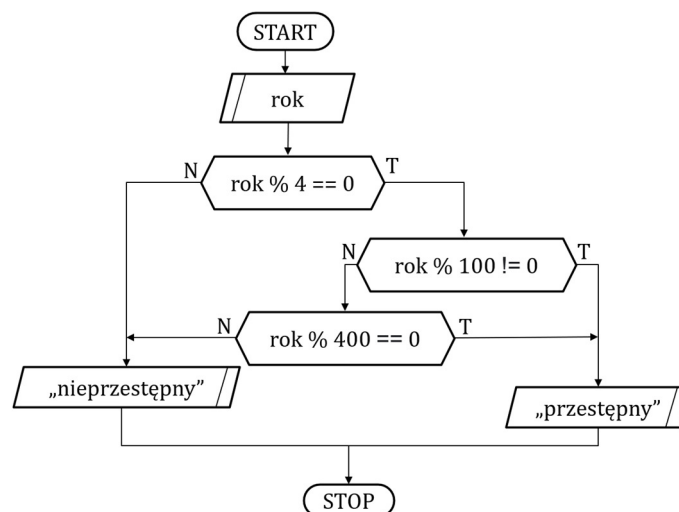 START
rok
N
T
rok % 4 == 0
N
T
rok % 100 != 0
N
T
rok % 400 == 0
„nieprzestępny”
„przestępny”
STOP